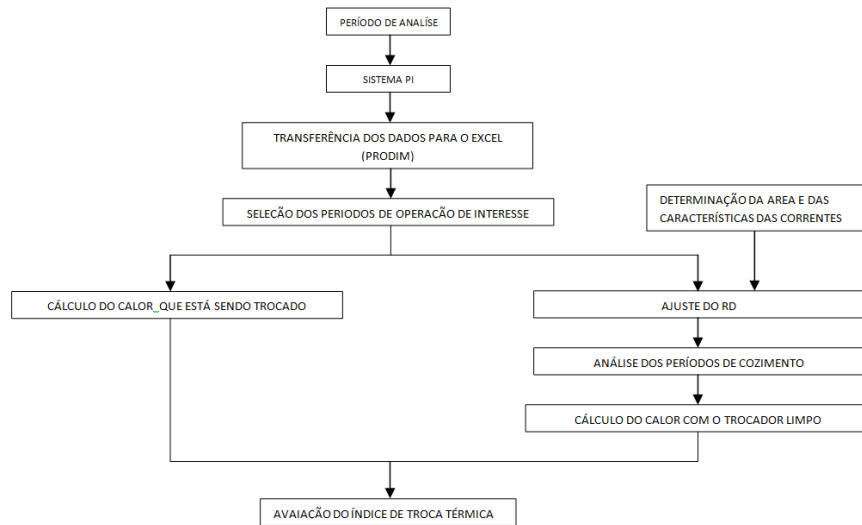 PERÍODO DE ANALÍSE
SISTEMA PI
TRANSFERÊNCIA DOS DADOS PARA O EXCEL
(PRODIM)
SELEÇÃO DOS PERIODOS DE OPERAÇÃO DE INTERESSE
DETERMINAÇÃO DA AREA E DAS
CARACTERÍSTICAS DAS CORRENTES
CÁLCULO DO CALOR QUE ESTÁ SENDO TROCADO
AJUSTE DO RD
ANÁLISE DOS PERÍODOS DE COZIMENTO
CÁLCULO DO CALOR COM O TROCADOR LIMPO
AVAIAÇÃO DO ÍNDICE DE TROCA TÉRMICA